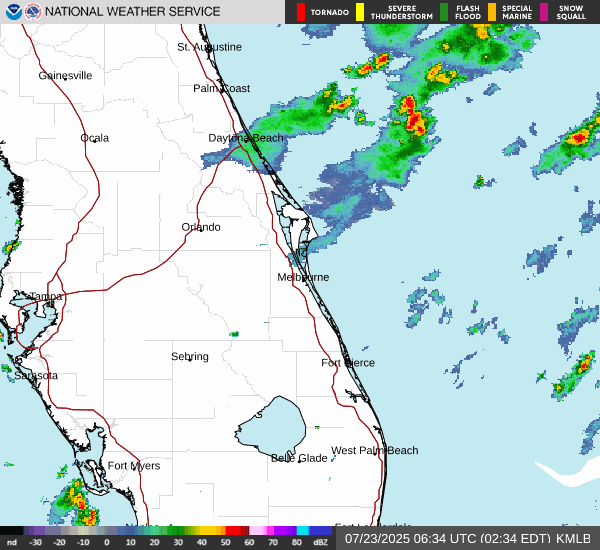 NATIONAL WEATHER SERVICE
TORNADO
SEVERE THUNDERSTORM
FLASH FLOOD
SPECIAL MARINE
SNOW SQUALL
St. Augustine
Gainesville
Palm Coast
Ocala
Daytona Beach
Orlando
Melbourne
Tampa
Sebring
Fort Pierce
Sarasota
West Palm Beach
Belle Glade
Fort Myers
Fort Lauderdale
nd -30 -20 -10 0 10 20 30 40 50 60 70 80 dBZ
07/23/2025 06:34 UTC (02:34 EDT) KMLB